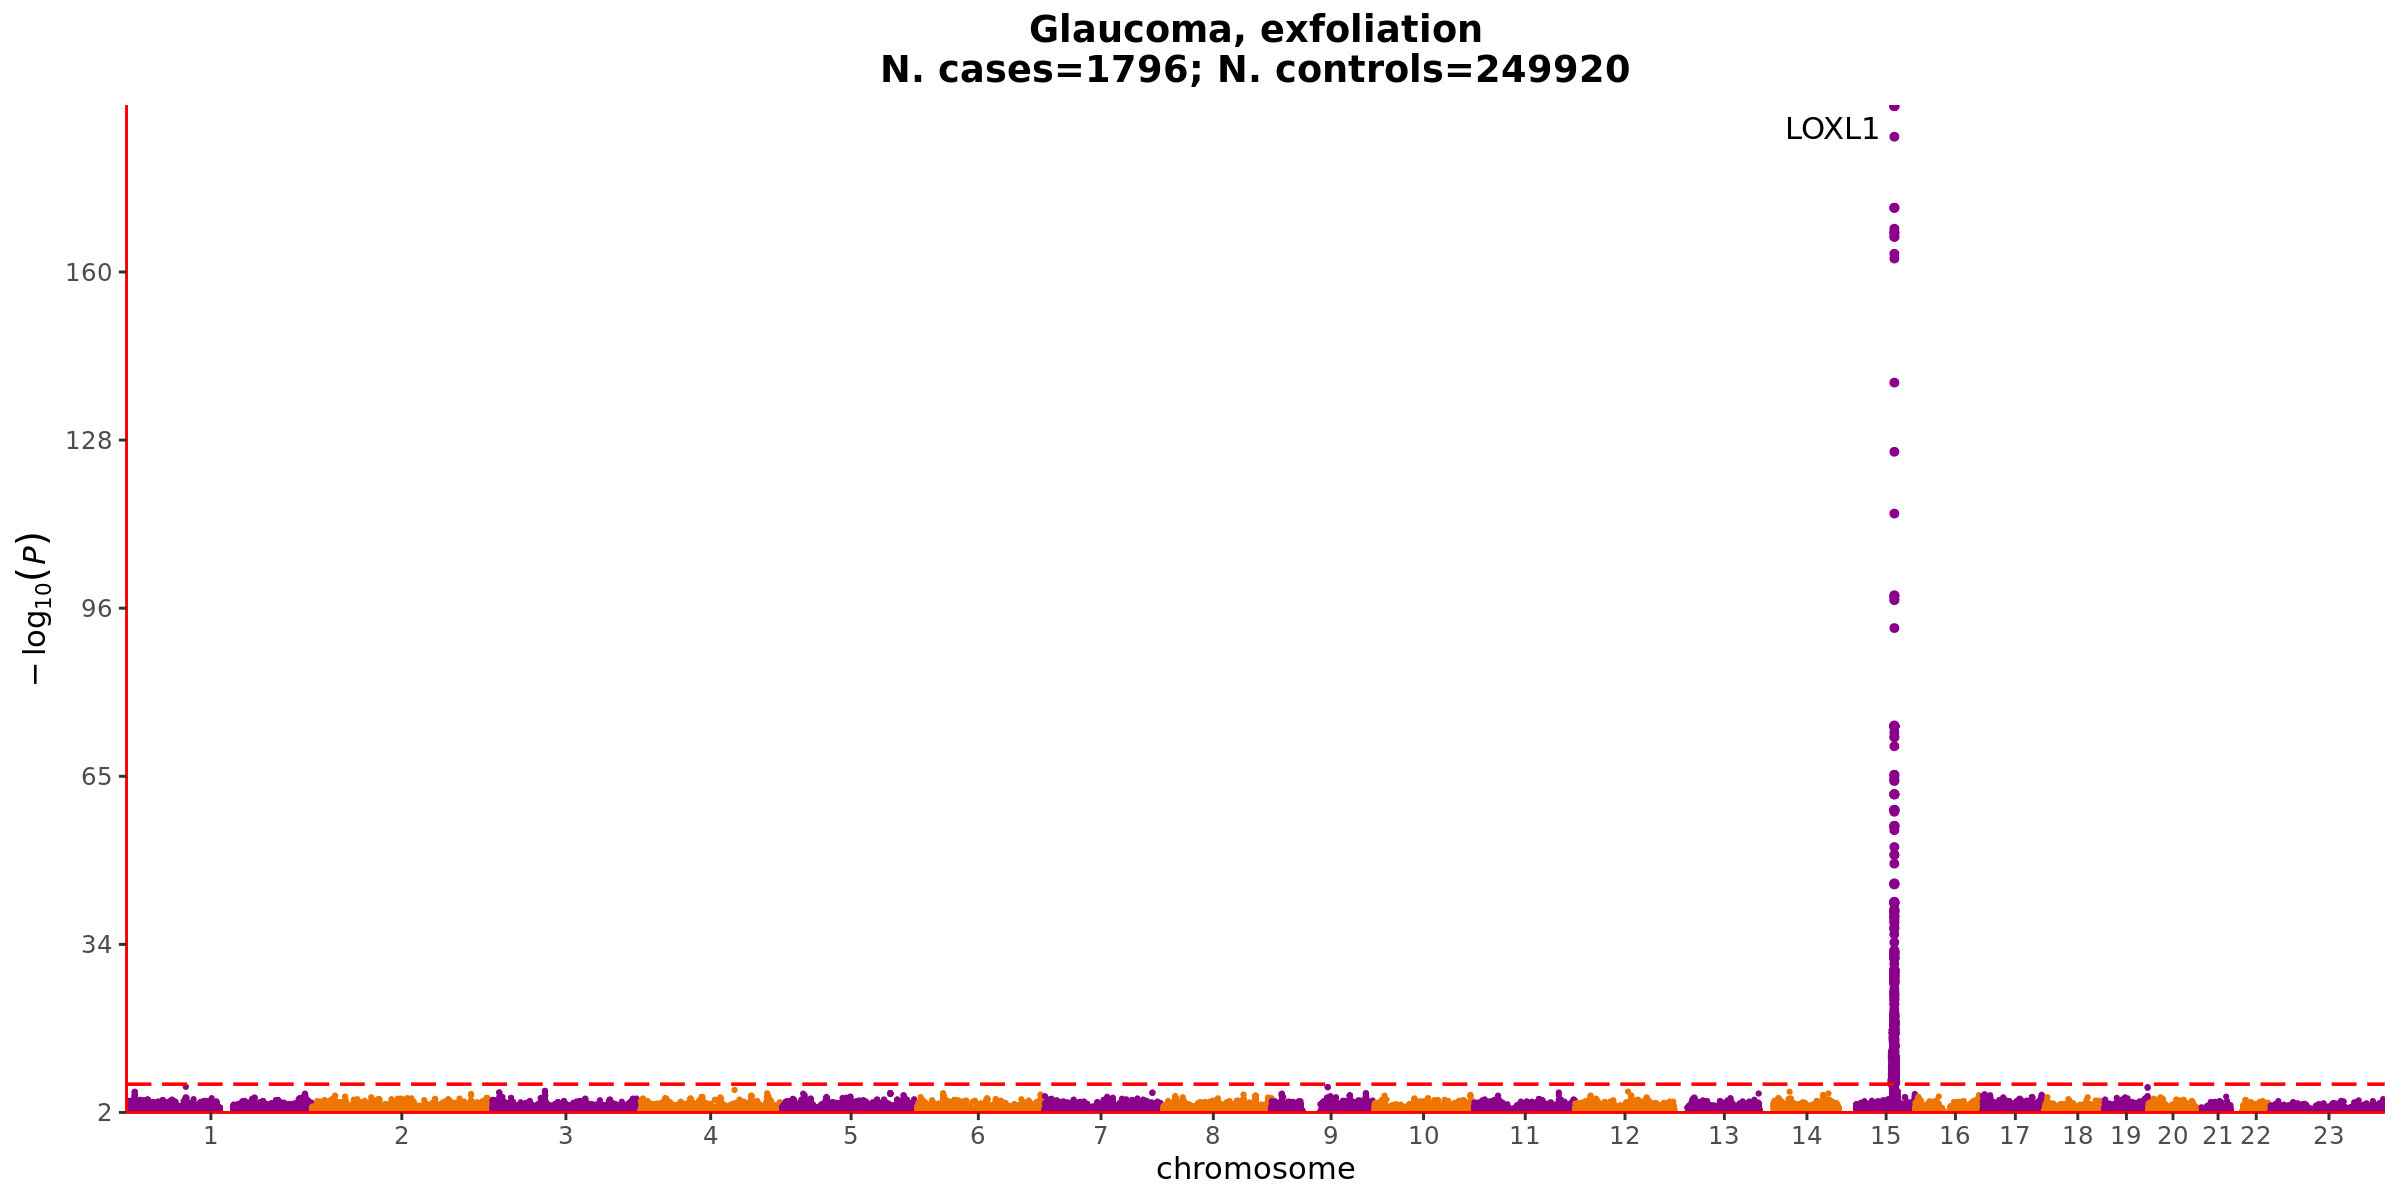 Glaucoma, exfoliation
N. cases=1796; N. controls=249920
LOXL1
160
128
96
65
34
2
−log10(P)
1 2 3 4 5 6 7 8 9 10 11 12 13 14 15 16 17 18 19 20 21 22 23
chromosome